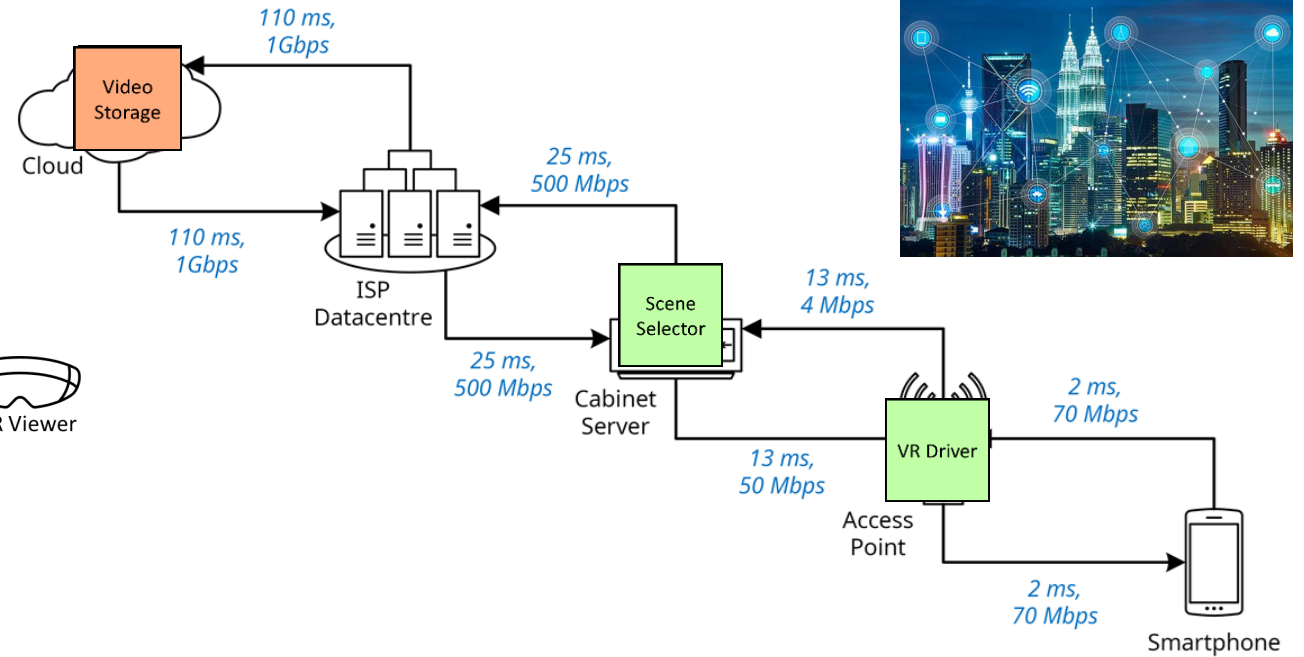 110 ms,
1Gbps
Video
Storage
Cloud
110 ms,
1Gbps
25 ms,
500 Mbps
ISP
Datacentre
25 ms,
500 Mbps
Scene
Selector
Cabinet
Server
13 ms,
4 Mbps
13 ms,
50 Mbps
VR Driver
Access
Point
2 ms,
70 Mbps
2 ms,
70 Mbps
Smartphone
R Viewer